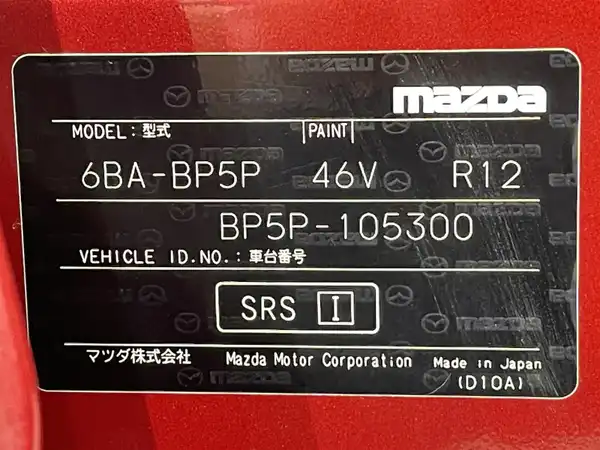 mazda
MODEL：型式 PAINT
6BA-BP5P 46V R12
BP5P-105300
VEHICLE ID.NO.：車台番号
SRS I
マツダ株式会社 Mazda Motor Corporation Made in Japan
(D10A)